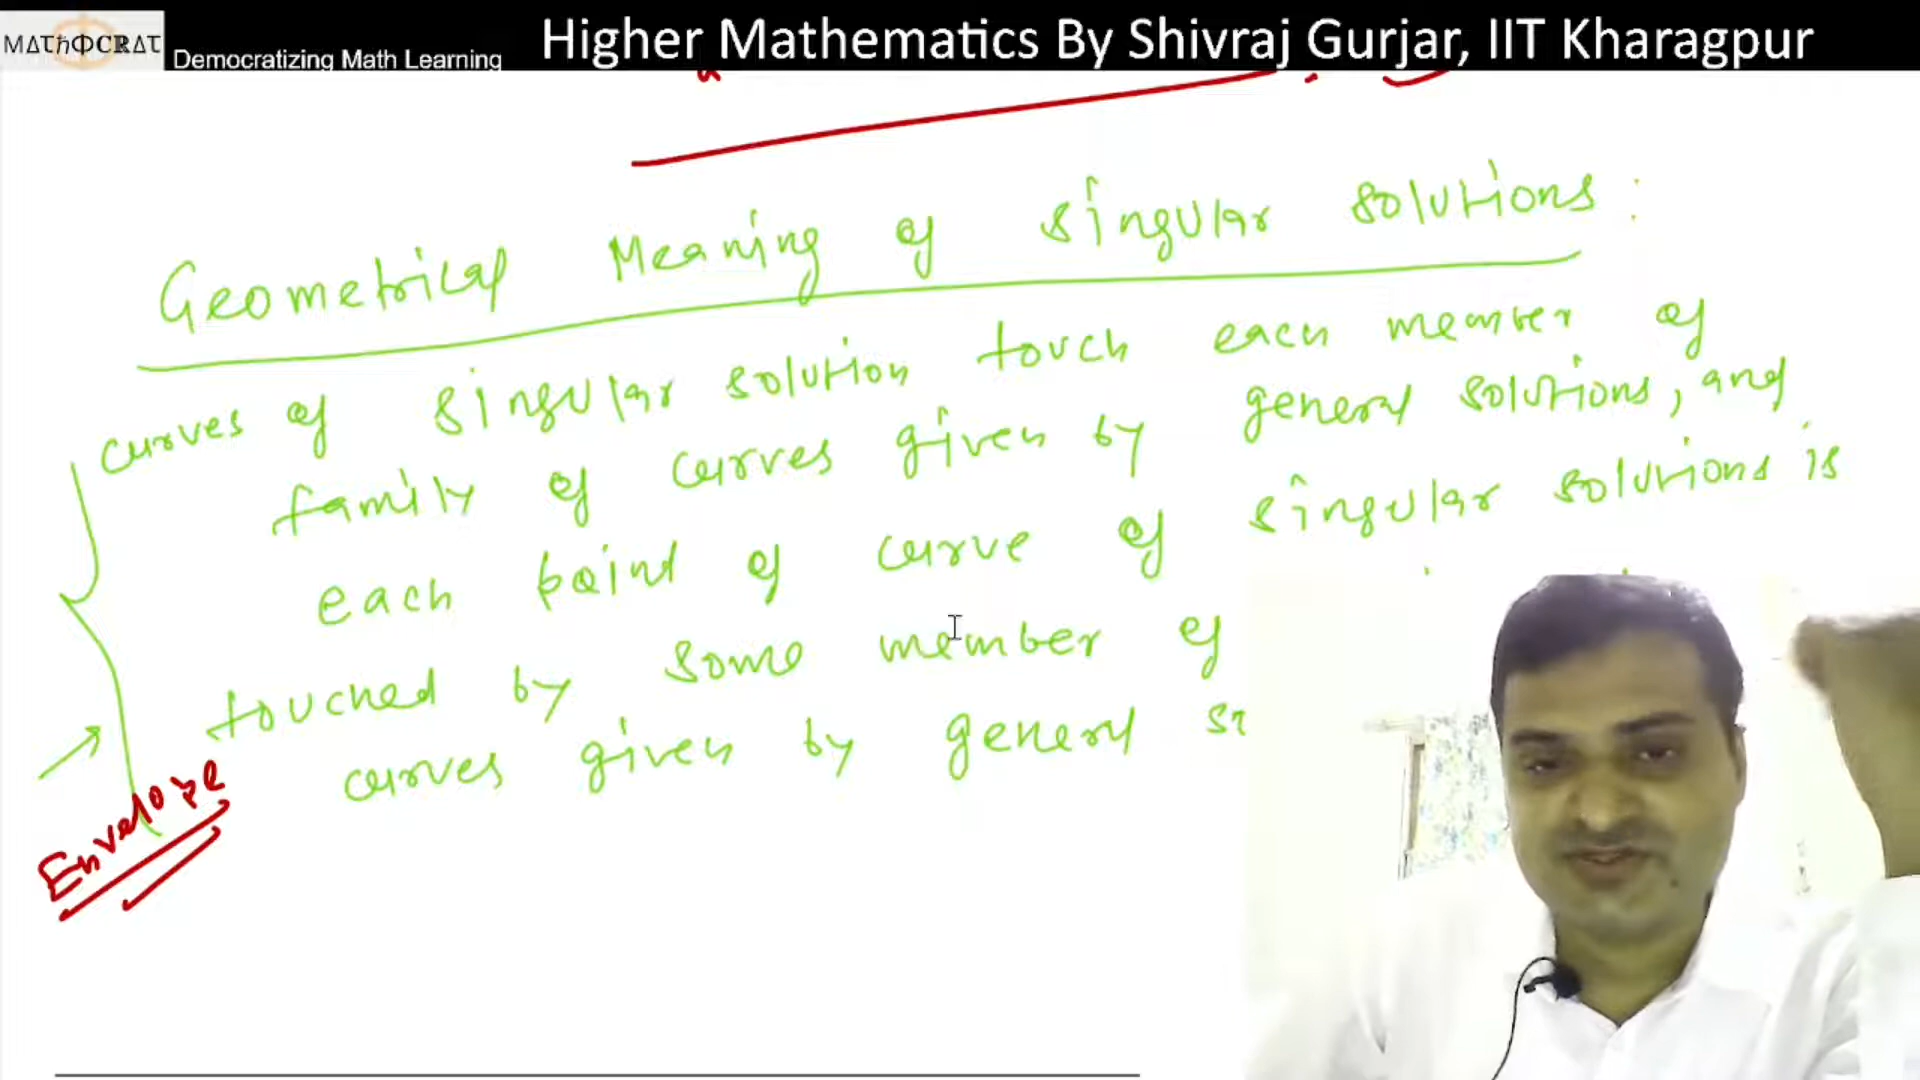 MATHOCRAT
Democratizing Math Learning
Higher Mathematics By Shivraj Gurjar, IIT Kharagpur
Geometrical Meaning of singular solutions:
curves of singular solution touch each member of
family of curves given by general solutions, and
each point of curve of singular solutions is
touched by some member of
curves given by general
Envelope